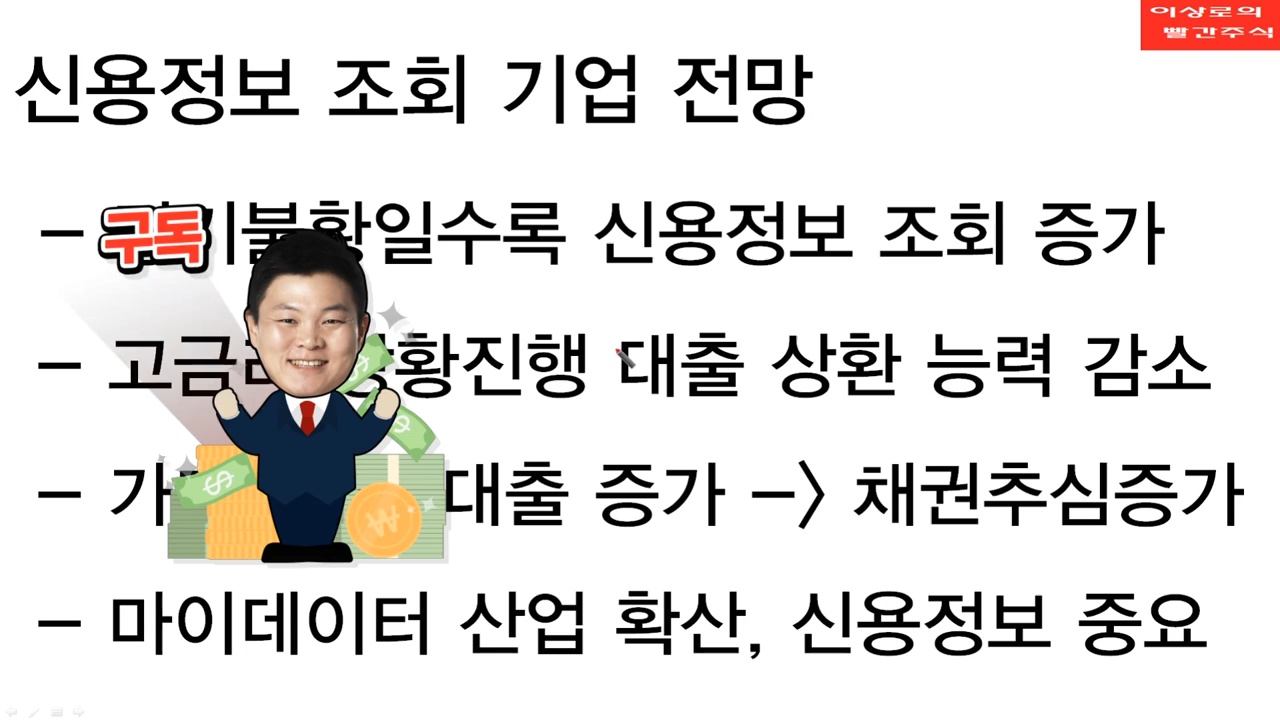 이상로의
빨간주식
신용정보 조회 기업 전망
- 구독 불황일수록 신용정보 조회 증가
- 고금리 상황진행 대출 상환 능력 감소
- 대출 증가 -> 채권추심증가
- 마이데이터 산업 확산, 신용정보 중요